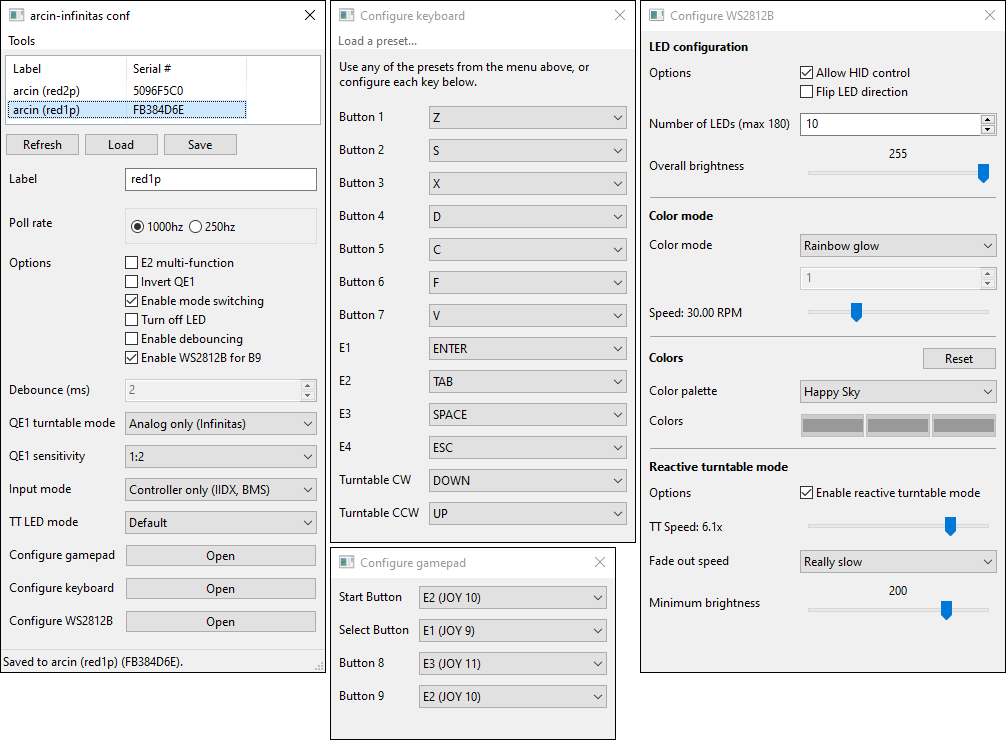 arcin-infinitas conf
Tools
Label Serial #
arcin (red2p) 5096F5C0
arcin (red1p) FB384D6E
Refresh Load Save
Label red1p
Poll rate 1000hz 250hz
Options E2 multi-function
Invert QE1
Enable mode switching
Turn off LED
Enable debouncing
Enable WS2812B for B9
Debounce (ms) 2
QE1 turntable mode Analog only (Infinitas)
QE1 sensitivity 1:2
Input mode Controller only (IIDX, BMS)
TT LED mode Default
Configure gamepad Open
Configure keyboard Open
Configure WS2812B Open
Saved to arcin (red1p) (FB384D6E).
Configure keyboard
Load a preset...
Use any of the presets from the menu above, or
configure each key below.
Button 1 Z
Button 2 S
Button 3 X
Button 4 D
Button 5 C
Button 6 F
Button 7 V
E1 ENTER
E2 TAB
E3 SPACE
E4 ESC
Turntable CW DOWN
Turntable CCW UP
Configure gamepad
Start Button E2 (JOY 10)
Select Button E1 (JOY 9)
Button 8 E3 (JOY 11)
Button 9 E2 (JOY 10)
Configure WS2812B
LED configuration
Options Allow HID control
Flip LED direction
Number of LEDs (max 180) 10
255
Overall brightness
Color mode
Color mode Rainbow glow
1
Speed: 30.00 RPM
Colors Reset
Color palette Happy Sky
Colors
Reactive turntable mode
Options Enable reactive turntable mode
TT Speed: 6.1x
Fade out speed Really slow
200
Minimum brightness